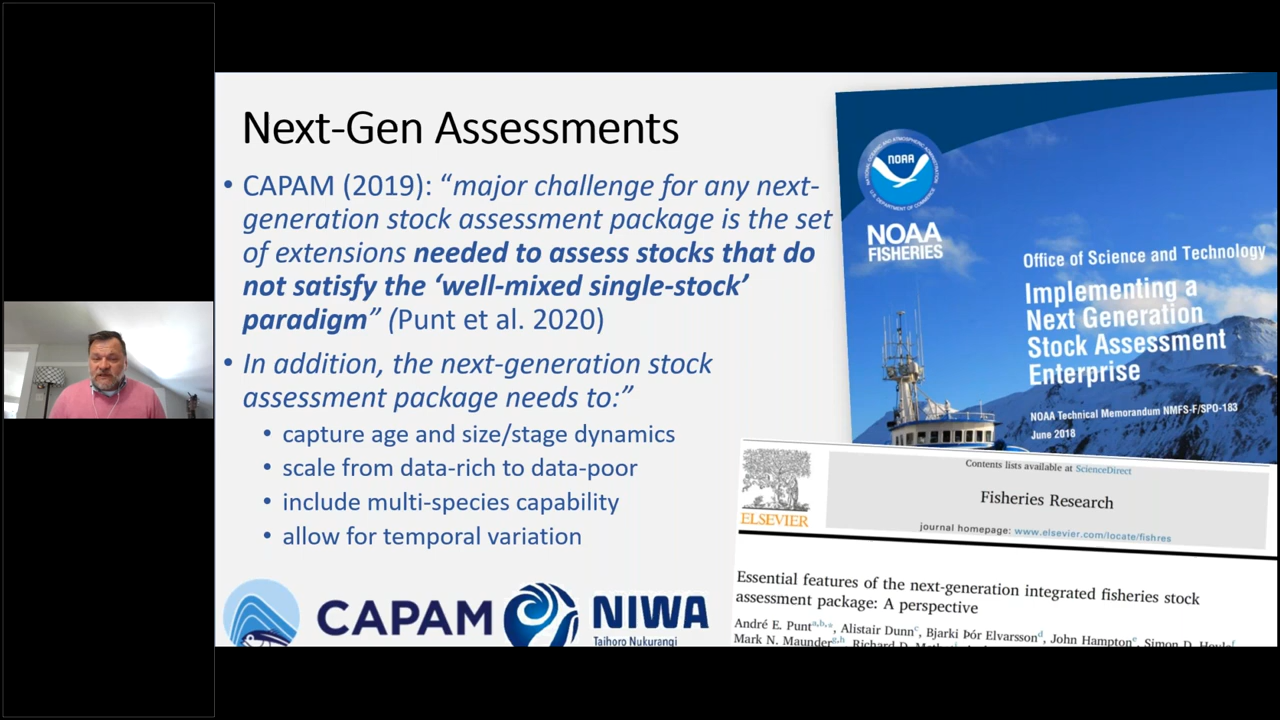 Next-Gen Assessments
• CAPAM (2019): “major challenge for any next-
generation stock assessment package is the set
of extensions needed to assess stocks that do
not satisfy the ‘well-mixed single-stock’
paradigm” (Punt et al. 2020)
• In addition, the next-generation stock
assessment package needs to:”
• capture age and size/stage dynamics
• scale from data-rich to data-poor
• include multi-species capability
• allow for temporal variation
CAPAM
NIWA
Taihoro Nukurangi
NOAA
NOAA
FISHERIES
Office of Science and Technology
Implementing a
Next Generation
Stock Assessment
Enterprise
NOAA Technical Memorandum NMFS-F/SPO-183
June 2018
ELSEVIER
Contents lists available at ScienceDirect
Fisheries Research
journal homepage: www.elsevier.com/locate/fishres
Essential features of the next-generation integrated fisheries stock
assessment package: A perspective
André E. Punt, Alistair Dunn, Bjarki Þór Elvarsson, John Hampton, Simon D.
Mark N. Maunder, Richard D.